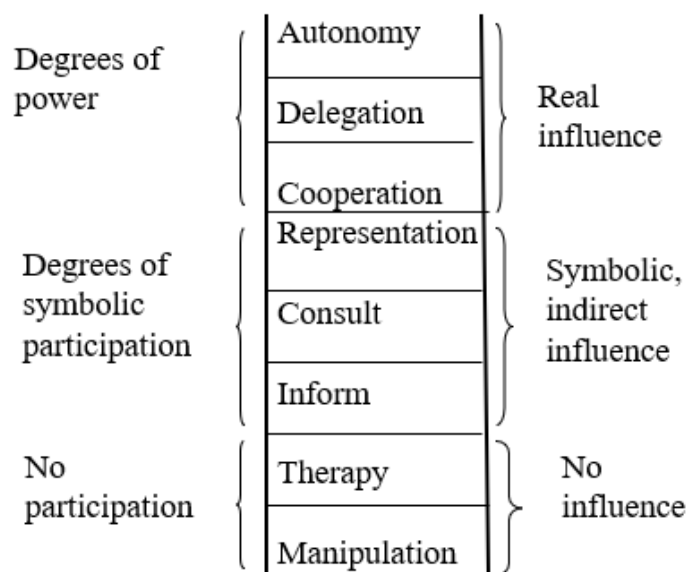 Degrees of
power
Autonomy
Delegation
Cooperation
Real
influence
Degrees of
symbolic
participation
Representation
Consult
Inform
Symbolic,
indirect
influence
No
participation
Therapy
Manipulation
No
influence